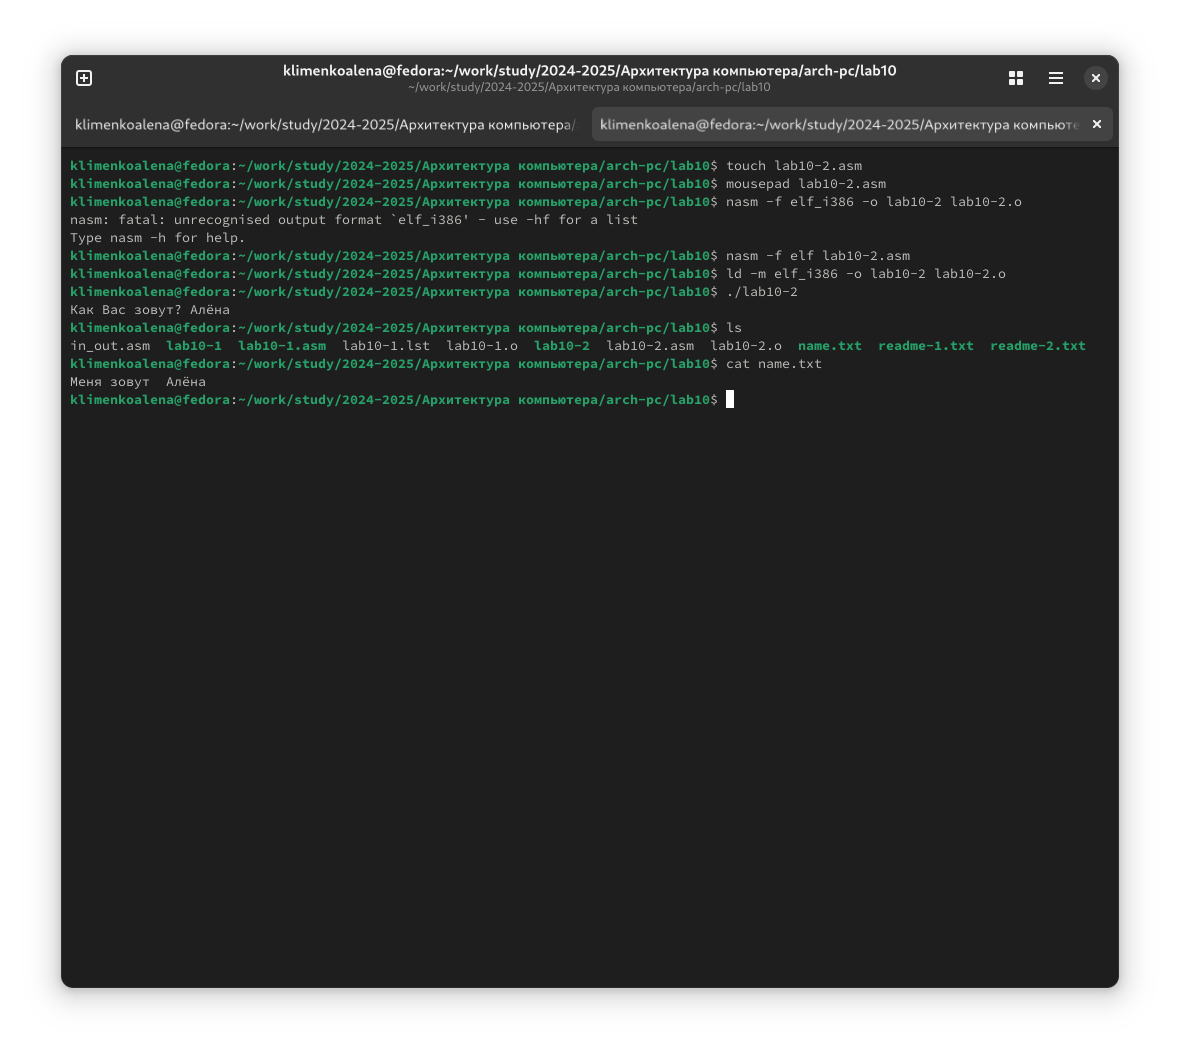 klimenkoalena@fedora:~/work/study/2024-2025/Архитектура компьютера/arch-pc/lab10
~/work/study/2024-2025/Архитектура компьютера/arch-pc/lab10
klimenkoalena@fedora:~/work/study/2024-2025/Архитектура компьютера/ klimenkoalena@fedora:~/work/study/2024-2025/Архитектура компьюте
klimenkoalena@fedora:~/work/study/2024-2025/Архитектура компьютера/arch-pc/lab10$ touch lab10-2.asm
klimenkoalena@fedora:~/work/study/2024-2025/Архитектура компьютера/arch-pc/lab10$ mousepad lab10-2.asm
klimenkoalena@fedora:~/work/study/2024-2025/Архитектура компьютера/arch-pc/lab10$ nasm -f elf_i386 -o lab10-2 lab10-2.o
nasm: fatal: unrecognised output format `elf_i386' - use -hf for a list
Type nasm -h for help.
klimenkoalena@fedora:~/work/study/2024-2025/Архитектура компьютера/arch-pc/lab10$ nasm -f elf lab10-2.asm
klimenkoalena@fedora:~/work/study/2024-2025/Архитектура компьютера/arch-pc/lab10$ ld -m elf_i386 -o lab10-2 lab10-2.o
klimenkoalena@fedora:~/work/study/2024-2025/Архитектура компьютера/arch-pc/lab10$ ./lab10-2
Как Вас зовут? Алёна
klimenkoalena@fedora:~/work/study/2024-2025/Архитектура компьютера/arch-pc/lab10$ ls
in_out.asm  lab10-1  lab10-1.asm  lab10-1.lst  lab10-1.o  lab10-2  lab10-2.asm  lab10-2.o  name.txt  readme-1.txt  readme-2.txt
klimenkoalena@fedora:~/work/study/2024-2025/Архитектура компьютера/arch-pc/lab10$ cat name.txt
Меня зовут  Алёна
klimenkoalena@fedora:~/work/study/2024-2025/Архитектура компьютера/arch-pc/lab10$